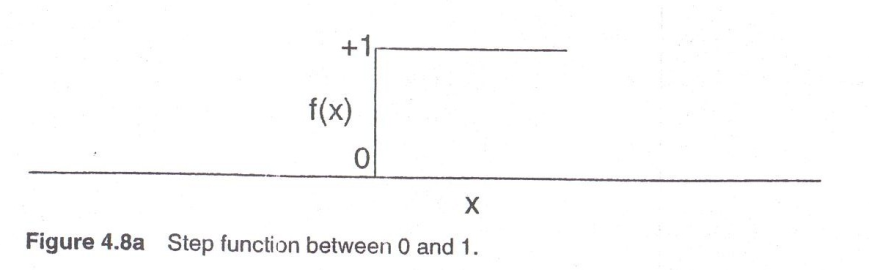 +1
f(x)
0
x
Figure 4.8a Step function between 0 and 1.